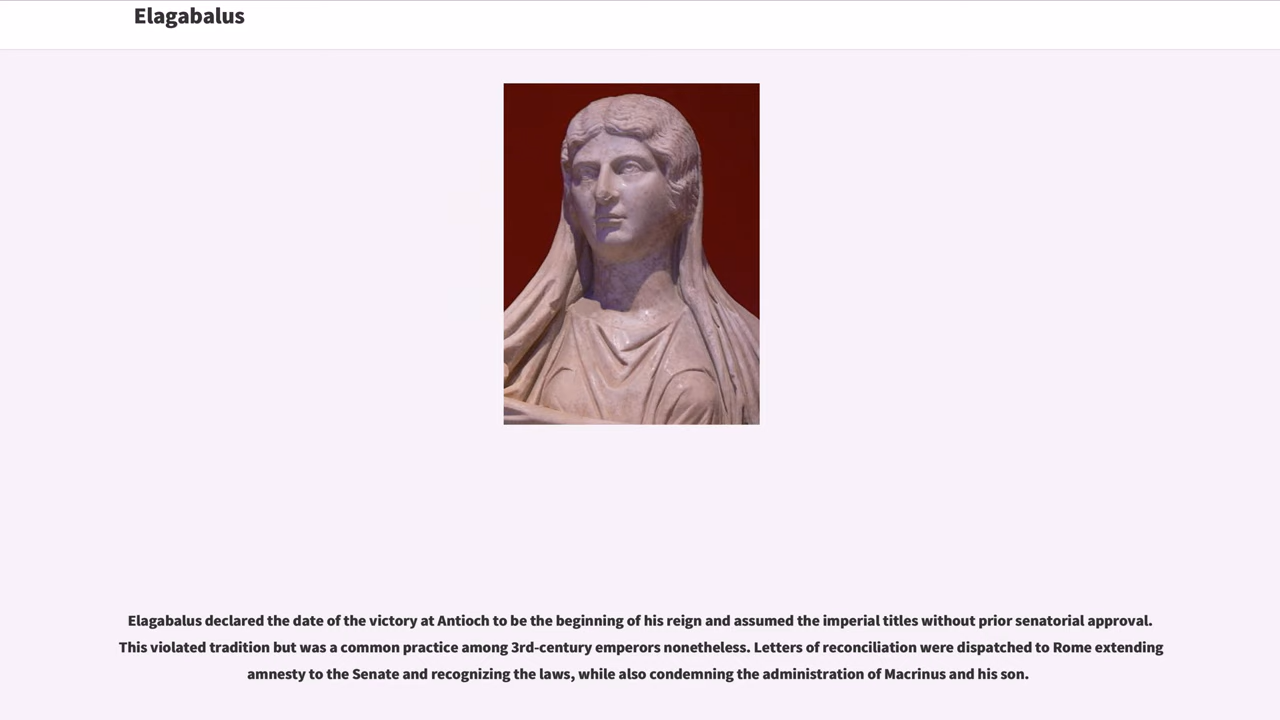 Elagabalus
Elagabalus declared the date of the victory at Antioch to be the beginning of his reign and assumed the imperial titles without prior senatorial approval.
This violated tradition but was a common practice among 3rd-century emperors nonetheless. Letters of reconciliation were dispatched to Rome extending
amnesty to the Senate and recognizing the laws, while also condemning the administration of Macrinus and his son.